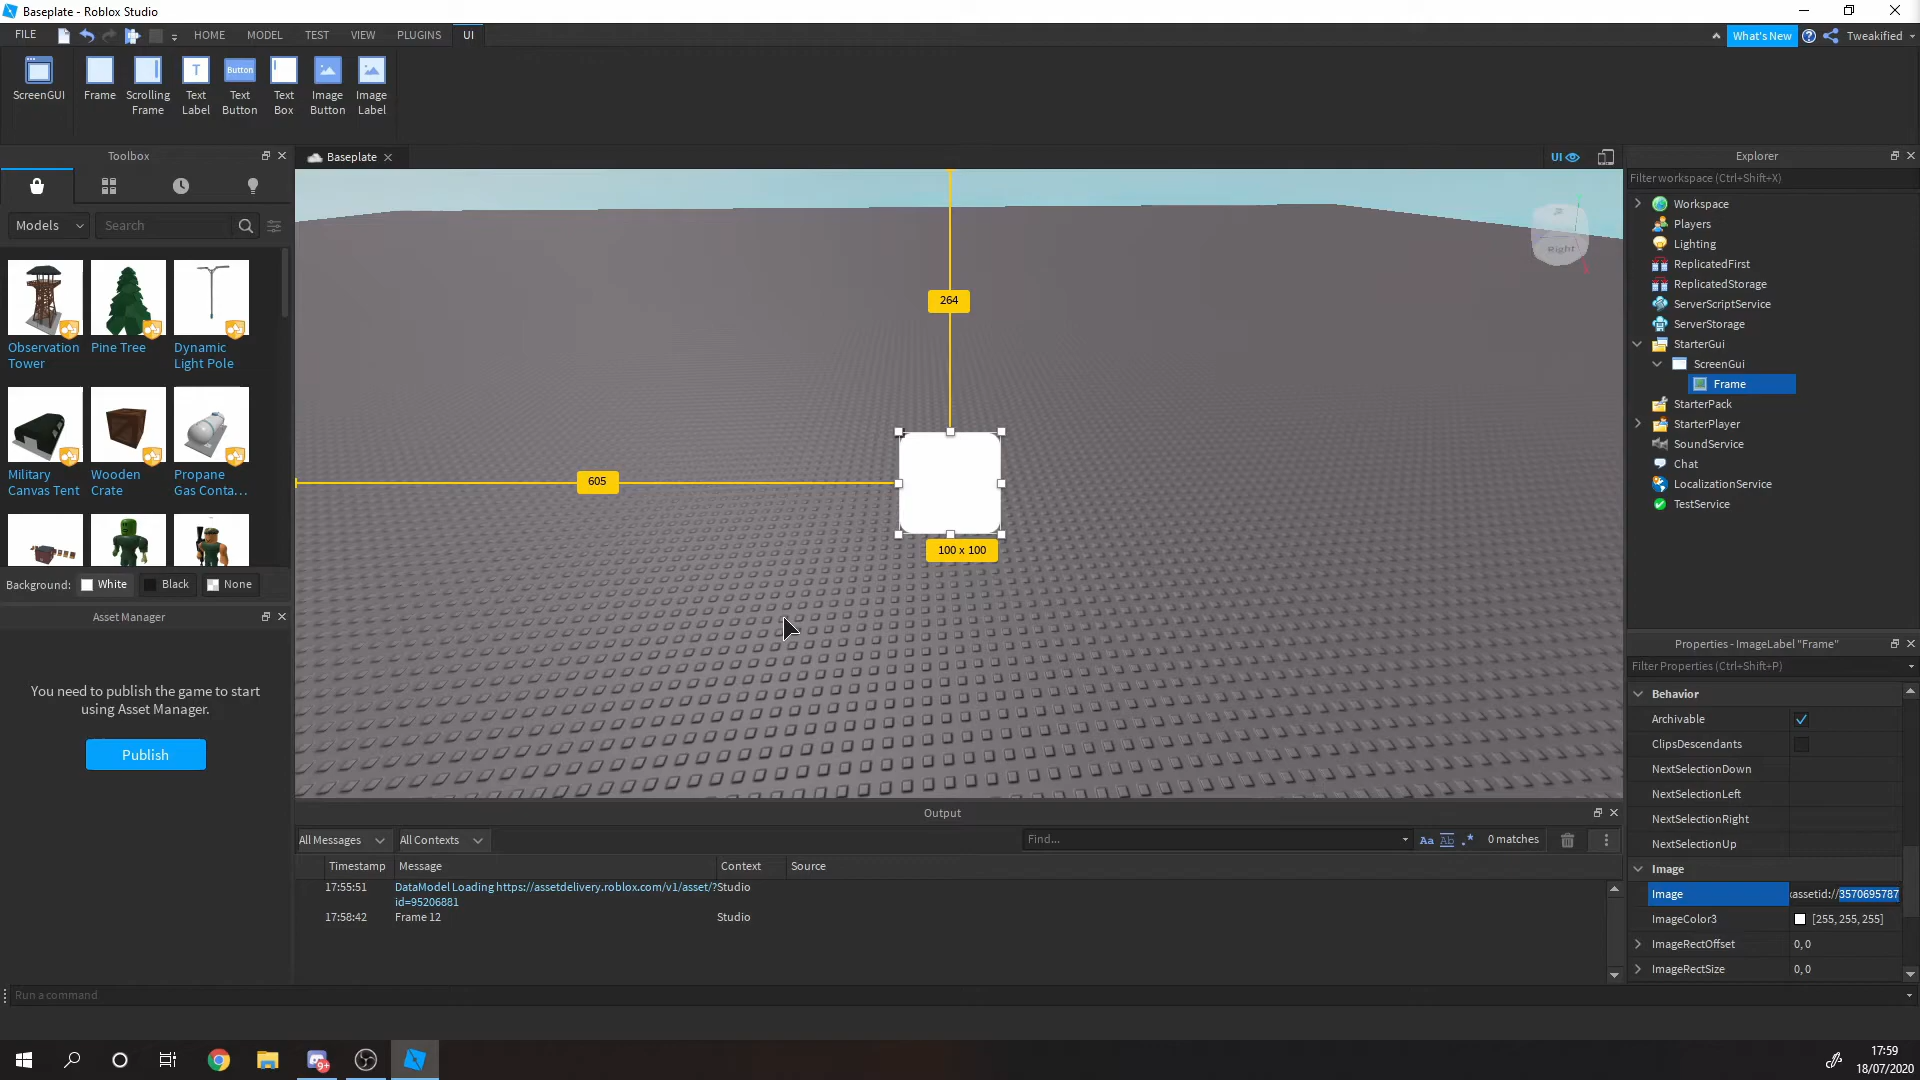 Baseplate - Roblox Studio
FILE
HOME
MODEL
TEST
VIEW
PLUGINS
UI
What's New
Tweakified
ScreenGUI
Frame
Scrolling
Frame
T
Text
Label
Button
Text
Button
Text
Box
Image
Button
Image
Label
Toolbox
Models
Search
Observation
Tower
Pine Tree
Dynamic
Light Pole
Military
Canvas Tent
Wooden
Crate
Propane
Gas Conta...
Background:
White
Black
None
Asset Manager
You need to publish the game to start
using Asset Manager.
Publish
Baseplate
UI
264
605
100 x 100
Right
Output
All Messages
All Contexts
Find...
Aa
Ab
.*
0 matches
Timestamp
Message
Context
Source
17:55:51
DataModel Loading https://assetdelivery.roblox.com/v1/asset/?
id=95206881
Studio
17:58:42
Frame 12
Studio
Run a command
Explorer
Filter workspace (Ctrl+Shift+X)
Workspace
Players
Lighting
ReplicatedFirst
ReplicatedStorage
ServerScriptService
ServerStorage
StarterGui
ScreenGui
Frame
StarterPack
StarterPlayer
SoundService
Chat
LocalizationService
TestService
Properties - ImageLabel "Frame"
Filter Properties (Ctrl+Shift+P)
Behavior
Archivable
ClipsDescendants
NextSelectionDown
NextSelectionLeft
NextSelectionRight
NextSelectionUp
Image
Image
assetid://3570695787
ImageColor3
[255, 255, 255]
ImageRectOffset
0, 0
ImageRectSize
0, 0
9+
17:59
18/07/2020